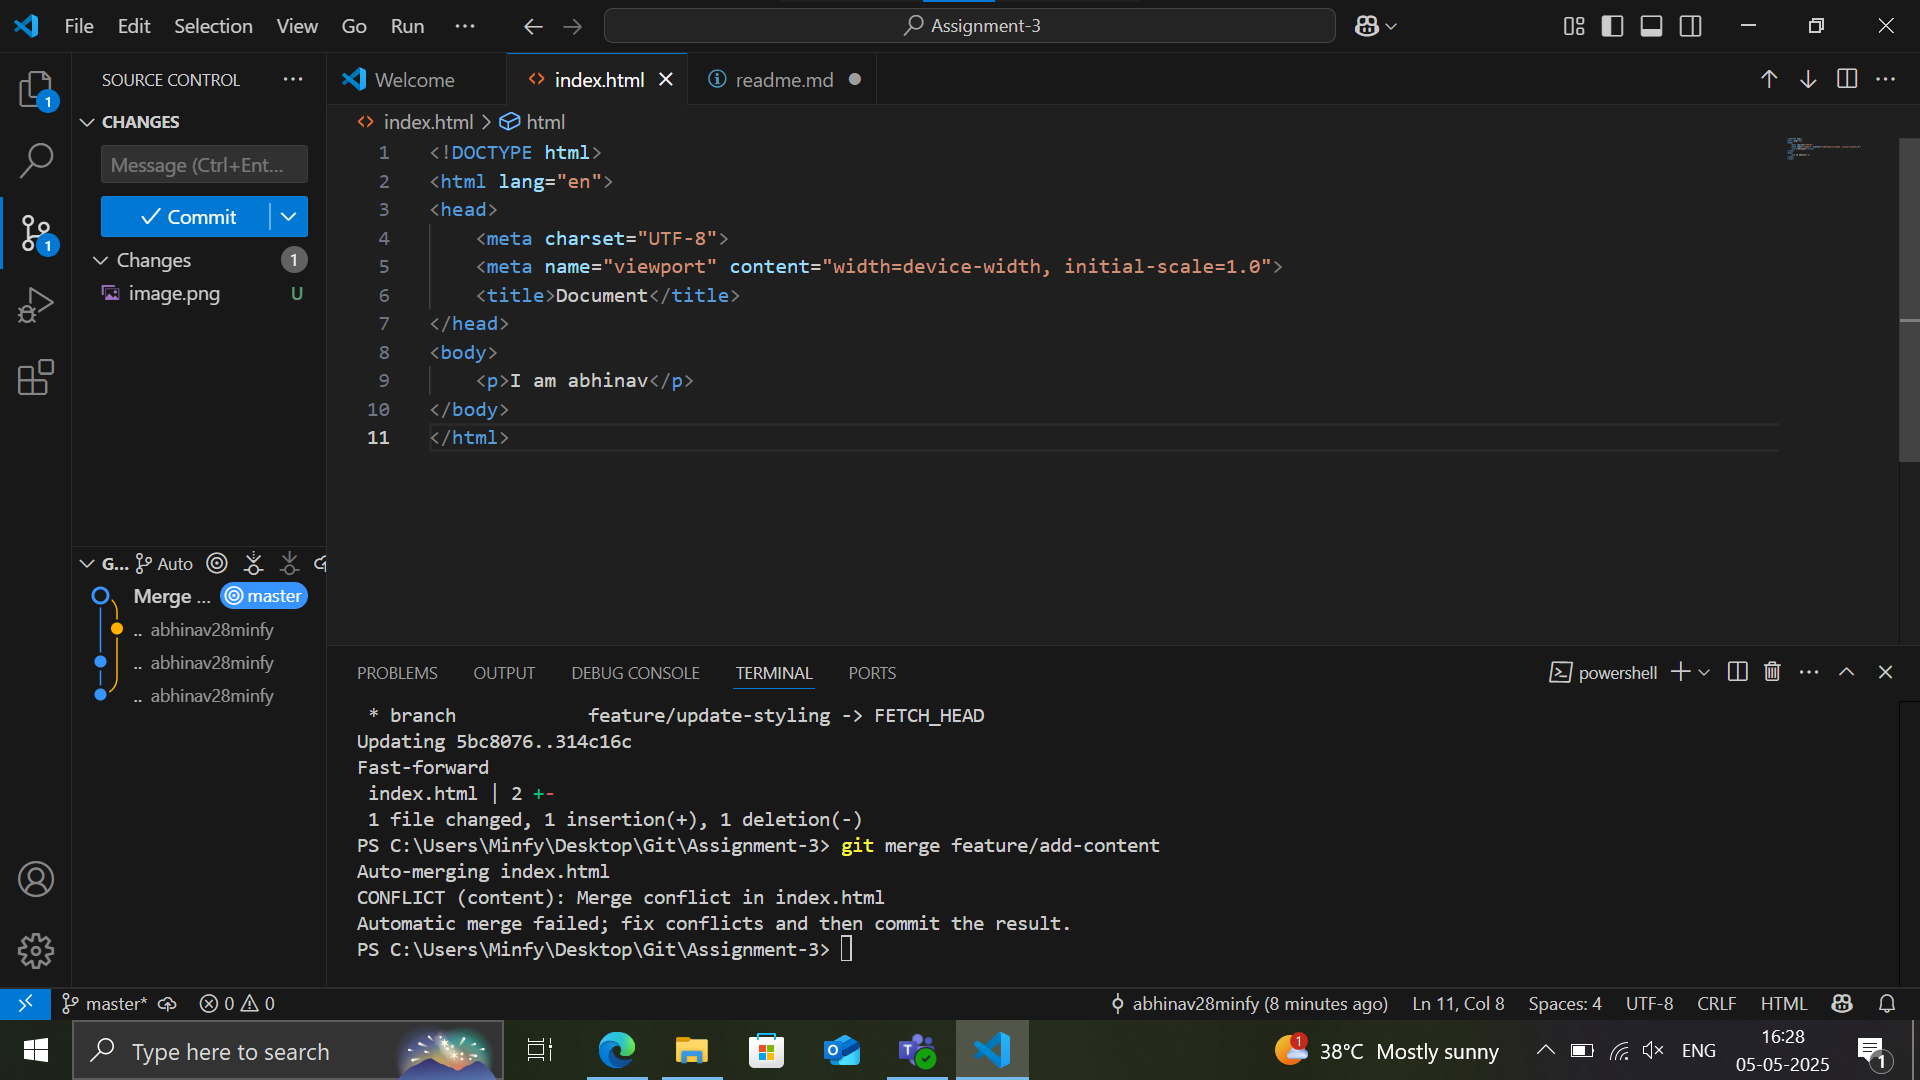 File Edit Selection View Go Run ··· Assignment-3
SOURCE CONTROL ···
CHANGES
Message (Ctrl+Ent...
Commit
Changes 1
image.png U
G... Auto
Merge ... master
.. abhinav28minfy
.. abhinav28minfy
.. abhinav28minfy
1
1
Welcome index.html readme.md
index.html > html
1 <!DOCTYPE html>
2 <html lang="en">
3 <head>
4 <meta charset="UTF-8">
5 <meta name="viewport" content="width=device-width, initial-scale=1.0">
6 <title>Document</title>
7 </head>
8 <body>
9 <p>I am abhinav</p>
10 </body>
11 </html>
PROBLEMS OUTPUT DEBUG CONSOLE TERMINAL PORTS powershell
* branch feature/update-styling -> FETCH_HEAD
Updating 5bc8076..314c16c
Fast-forward
index.html | 2 +-
1 file changed, 1 insertion(+), 1 deletion(-)
PS C:\Users\Minfy\Desktop\Git\Assignment-3> git merge feature/add-content
Auto-merging index.html
CONFLICT (content): Merge conflict in index.html
Automatic merge failed; fix conflicts and then commit the result.
PS C:\Users\Minfy\Desktop\Git\Assignment-3>
master* 0 0 abhinav28minfy (8 minutes ago) Ln 11, Col 8 Spaces: 4 UTF-8 CRLF HTML
Type here to search 1 38°C Mostly sunny ENG 16:28
05-05-2025 1